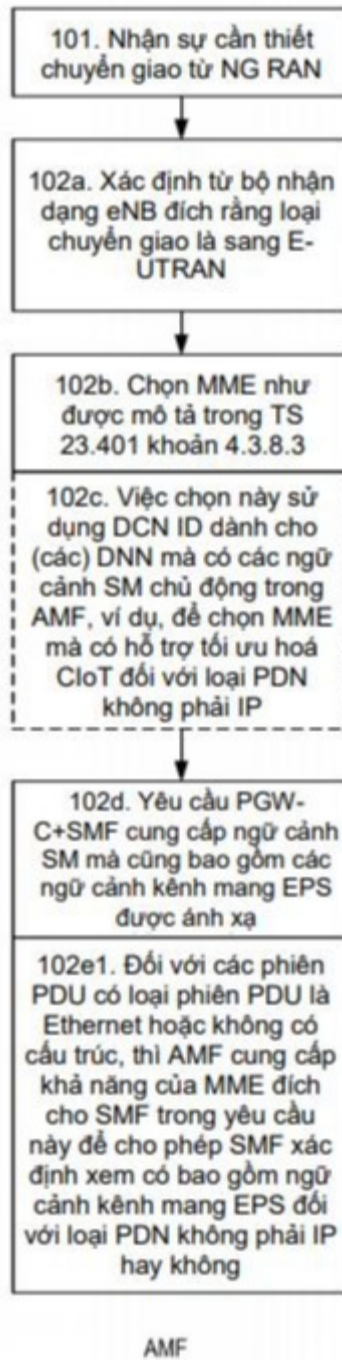 101. Nhận sự cần thiết
chuyển giao từ NG RAN
102a. Xác định từ bộ nhận
dạng eNB đích rằng loại
chuyển giao là sang E-
UTRAN
102b. Chọn MME như
được mô tả trong TS
23.401 khoản 4.3.8.3
102c. Việc chọn này sử
dụng DCN ID dành cho
(các) DNN mà có các ngữ
cảnh SM chủ động trong
AMF, ví dụ, để chọn MME
mà có hỗ trợ tối ưu hoá
CIoT đối với loại PDN
không phải IP
102d. Yêu cầu PGW-
C+SMF cung cấp ngữ cảnh
SM mà cũng bao gồm các
ngữ cảnh kênh mang EPS
được ánh xạ
102e1. Đối với các phiên
PDU có loại phiên PDU là
Ethernet hoặc không có
cấu trúc, thì AMF cung cấp
khả năng của MME đích
cho SMF trong yêu cầu
này để cho phép SMF xác
định xem có bao gồm ngữ
cảnh kênh mang EPS đối
với loại PDN không phải IP
hay không
AMF